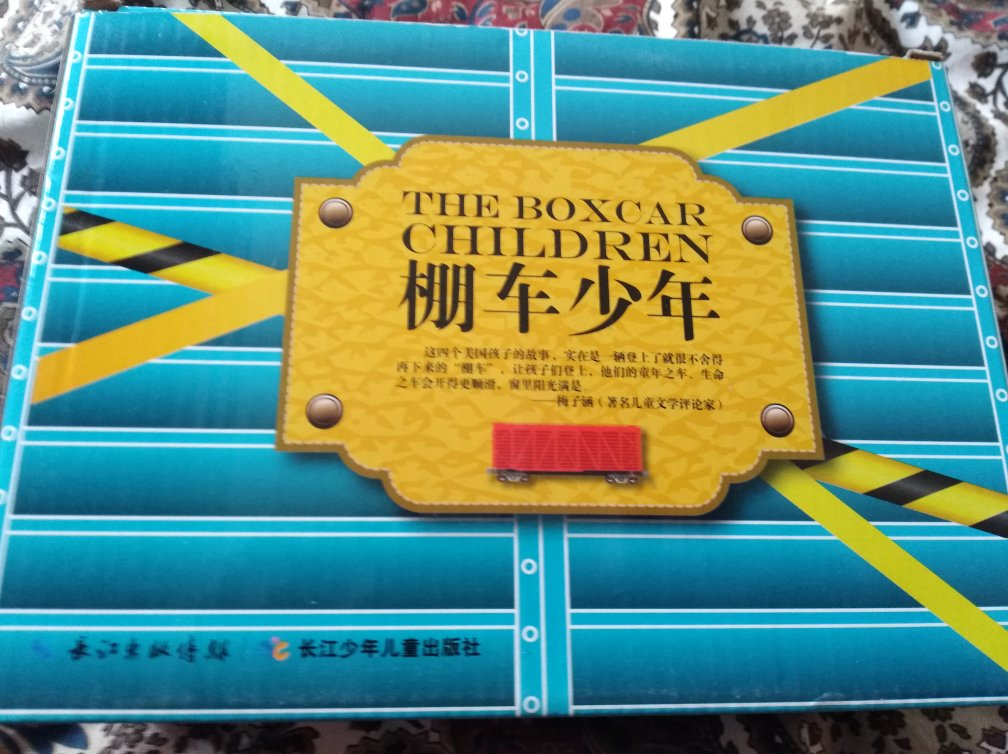 THE BOXCAR
CHILDREN
棚车少年
这四个美国孩子的故事，实在是一辆登上了就很不舍得
再下来的“棚车”，让孩子们登上，他们的童年之车、生命
之车会开得更顺滑，窗里阳光满是。
——梅子涵（著名儿童文学评论家）
长江出版传媒 长江少年儿童出版社